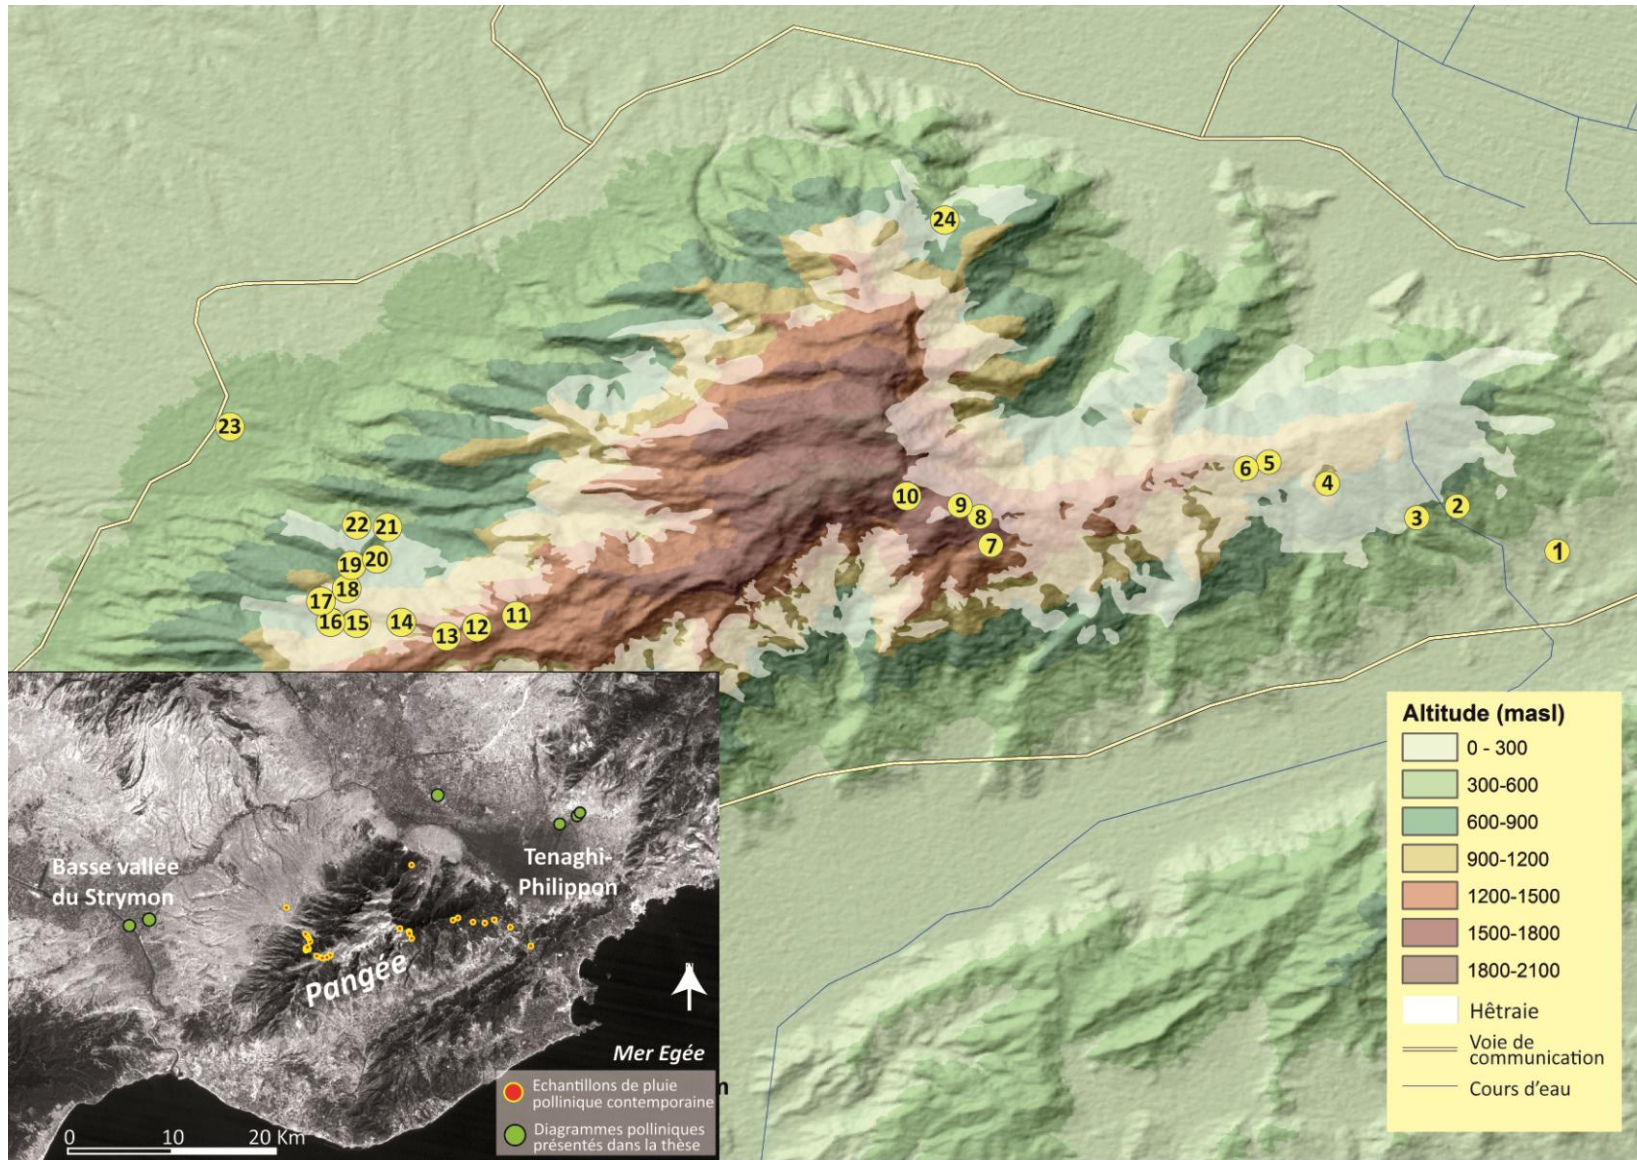 24
23
5
6
4
10
9
2
8
3
22
21
7
1
20
19
18
17
11
16
15
14
12
13
Altitude (masl)
0 - 300
300-600
600-900
900-1200
1200-1500
1500-1800
1800-2100
Hêtraie
Voie de
communication
Cours d'eau
Basse vallée
du Strymon
Tenaghi-
Philippon
Pangée
Mer Egée
Echantillons de pluie
pollinique contemporaine
Diagrammes polliniques
présentés dans la thèse
0 10 20 Km